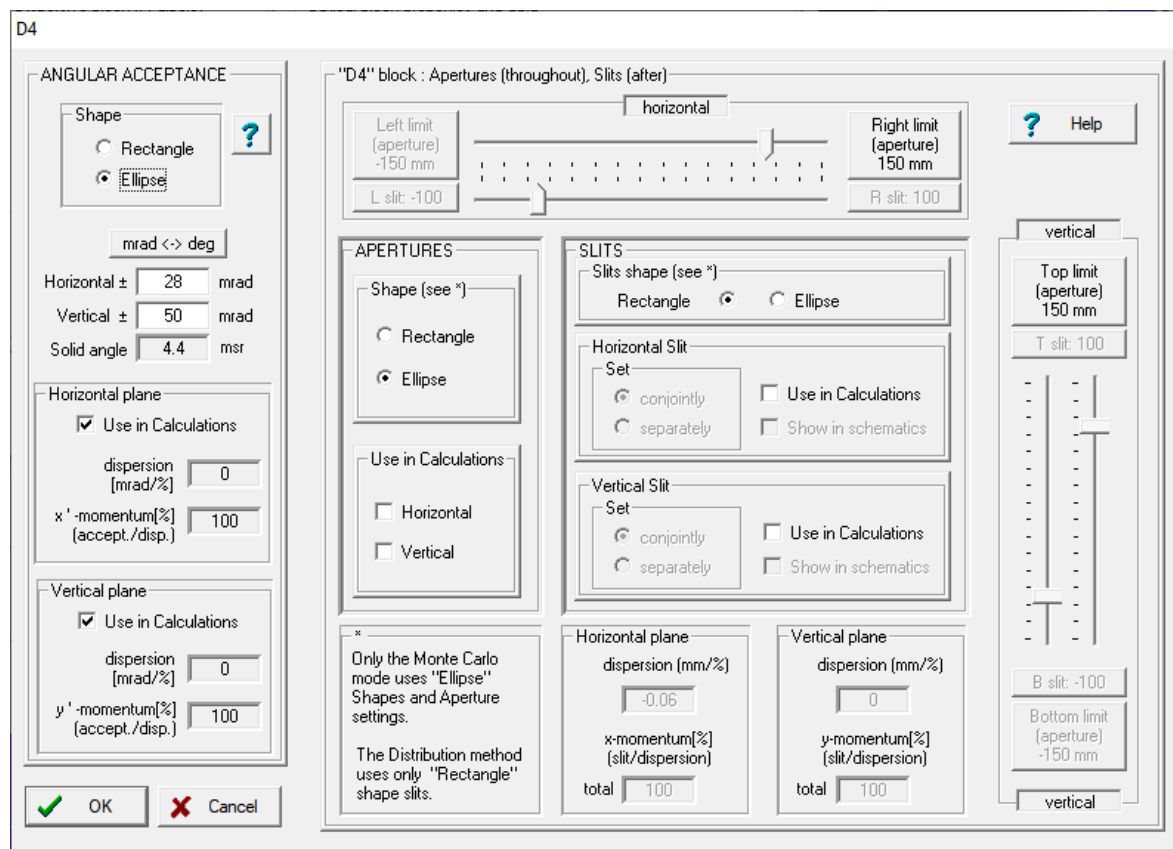 D4
ANGULAR ACCEPTANCE
Shape
Rectangle
Ellipse
?
mrad <-> deg
Horizontal ± 28 mrad
Vertical ± 50 mrad
Solid angle 4.4 msr
Horizontal plane
Use in Calculations
dispersion
[mrad/%] 0
x ' -momentum[%]
(accept./disp.) 100
Vertical plane
Use in Calculations
dispersion
[mrad/%] 0
y ' -momentum[%]
(accept./disp.) 100
OK
Cancel
"D4" block : Apertures (throughout), Slits (after)
horizontal
Left limit
(aperture)
-150 mm
L slit: -100
Right limit
(aperture)
150 mm
R slit: 100
? Help
APERTURES
Shape (see *)
Rectangle
Ellipse
Use in Calculations
Horizontal
Vertical
SLITS
Slits shape (see *)
Rectangle Ellipse
Horizontal Slit
Set
conjointly
separately
Use in Calculations
Show in schematics
Vertical Slit
Set
conjointly
separately
Use in Calculations
Show in schematics
*
Only the Monte Carlo
mode uses "Ellipse"
Shapes and Aperture
settings.
The Distribution method
uses only "Rectangle"
shape slits.
Horizontal plane
dispersion (mm/%)
-0.06
x-momentum[%]
(slit/dispersion)
total 100
Vertical plane
dispersion (mm/%)
0
y-momentum[%]
(slit/dispersion)
total 100
vertical
Top limit
(aperture)
150 mm
T slit: 100
B slit: -100
Bottom limit
(aperture)
-150 mm
vertical